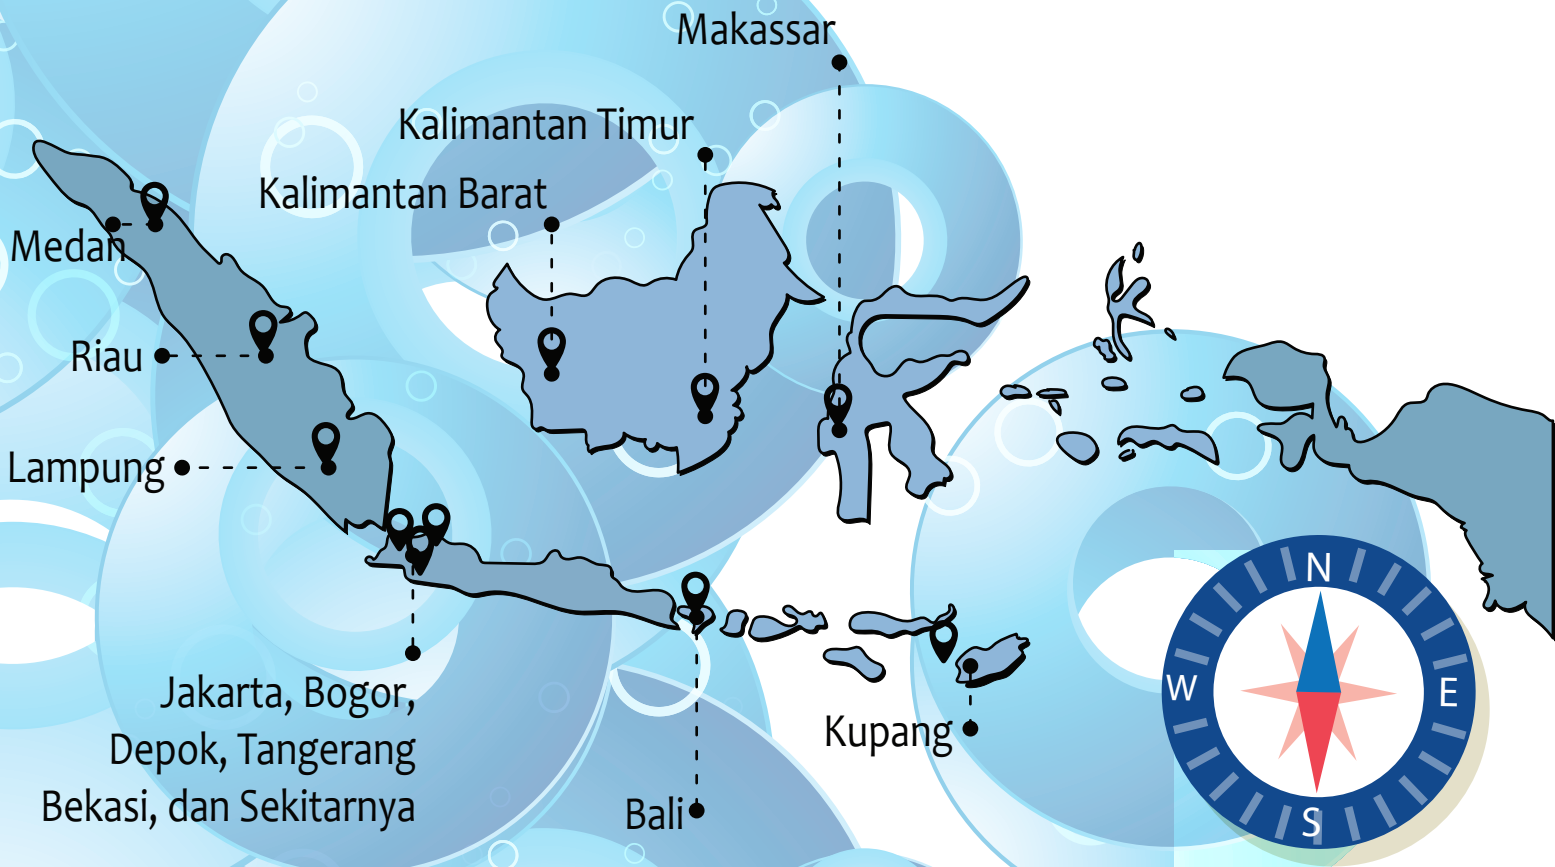 Makassar
Kalimantan Timur
Kalimantan Barat
Medan
Riau
Lampung
Jakarta, Bogor,
Depok, Tangerang
Bekasi, dan Sekitarnya
Bali
Kupang
N
W
E
S